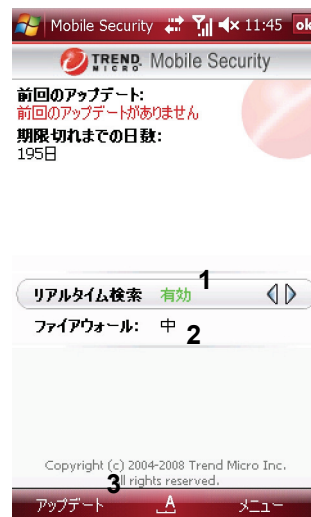 Mobile Security 11:45 ok
TREND MICRO Mobile Security
前回のアップデート:
前回のアップデートがありません
期限切れまでの日数:
195日
リアルタイム検索 有効 1
ファイアウォール: 中 2
Copyright (c) 2004-2008 Trend Micro Inc.
3 All rights reserved.
アップデート A メニュー